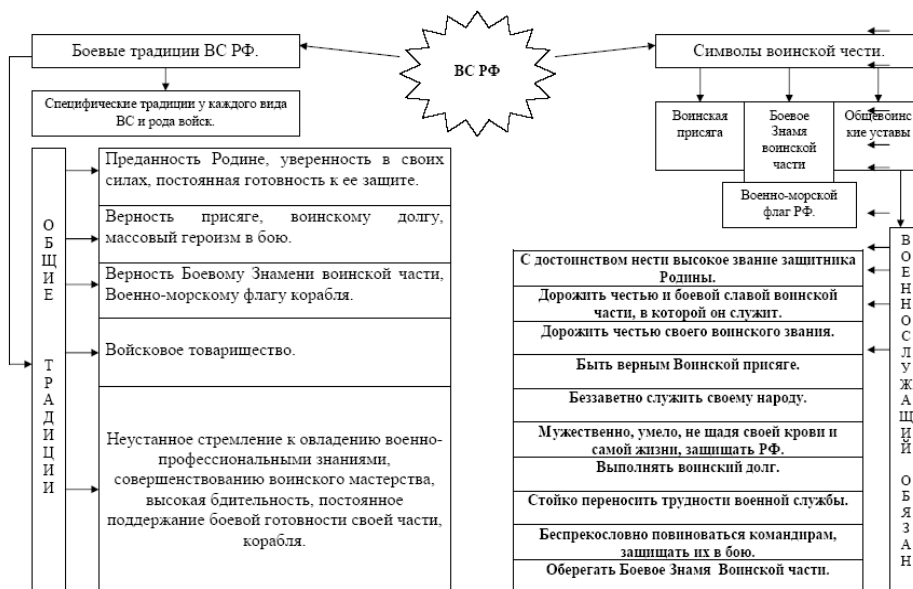 Боевые традиции ВС РФ.
ВС РФ
Символы воинской чести.
Специфические традиции у каждого вида
ВС и рода войск.
Воинская
присяга
Боевое
Знамя
воинской
части
Общевоинс
кие уставы
Военно-морской
флаг РФ.
ОБЩИЕ ТРАДИЦИИ
Преданность Родине, уверенность в своих
силах, постоянная готовность к ее защите.
Верность присяге, воинскому долгу,
массовый героизм в бою.
Верность Боевому Знамени воинской части,
Военно-морскому флагу корабля.
Войсковое товарищество.
Неустанное стремление к овладению военно-
профессиональными знаниями,
совершенствованию воинского мастерства,
высокая бдительность, постоянное
поддержание боевой готовности своей части,
корабля.
ВОЕННОСЛУЖАЩИЙ ОБЯЗАН
С достоинством нести высокое звание защитника
Родины.
Дорожить честью и боевой славой воинской
части, в которой он служит.
Дорожить честью своего воинского звания.
Быть верным Воинской присяге.
Беззаветно служить своему народу.
Мужественно, умело, не щадя своей крови и
самой жизни, защищать РФ.
Выполнять воинский долг.
Стойко переносить трудности военной службы.
Беспрекословно повиноваться командирам,
защищать их в бою.
Оберегать Боевое Знамя Воинской части.